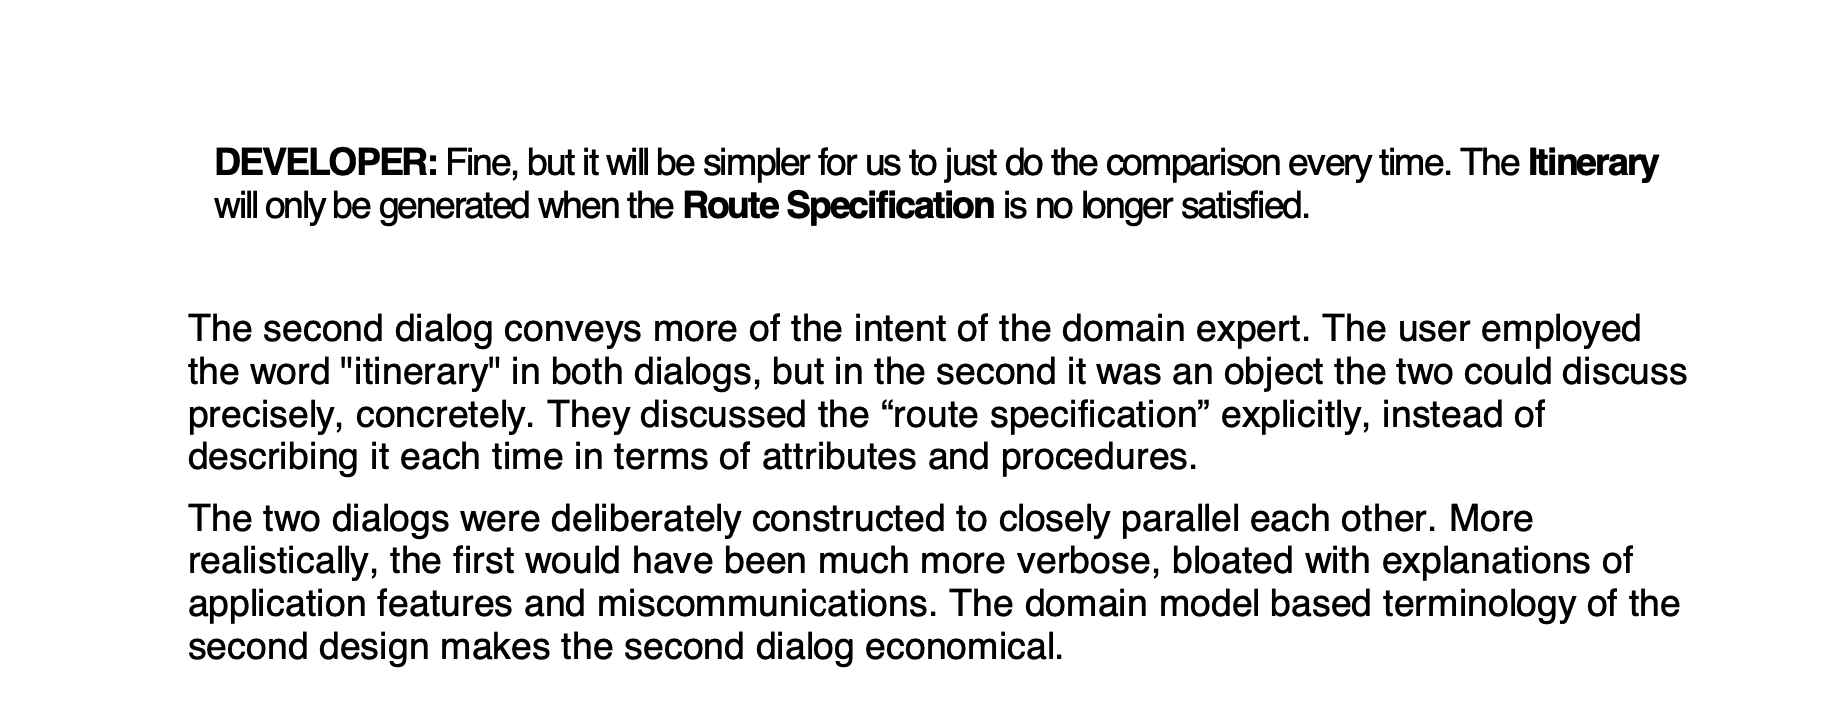 DEVELOPER: Fine, but it will be simpler for us to just do the comparison every time. The Itinerary
will only be generated when the Route Specification is no longer satisfied.
The second dialog conveys more of the intent of the domain expert. The user employed
the word "itinerary" in both dialogs, but in the second it was an object the two could discuss
precisely, concretely. They discussed the “route specification” explicitly, instead of
describing it each time in terms of attributes and procedures.
The two dialogs were deliberately constructed to closely parallel each other. More
realistically, the first would have been much more verbose, bloated with explanations of
application features and miscommunications. The domain model based terminology of the
second design makes the second dialog economical.